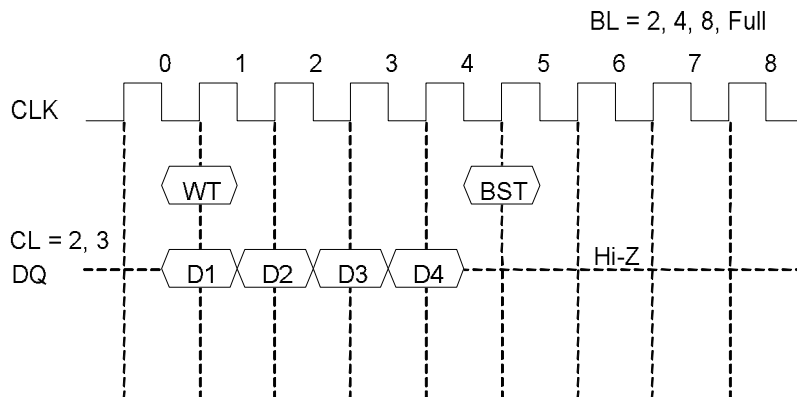 BL = 2, 4, 8, Full
0 1 2 3 4 5 6 7 8
CLK
WT BST
CL = 2, 3
DQ D1 D2 D3 D4 Hi-Z